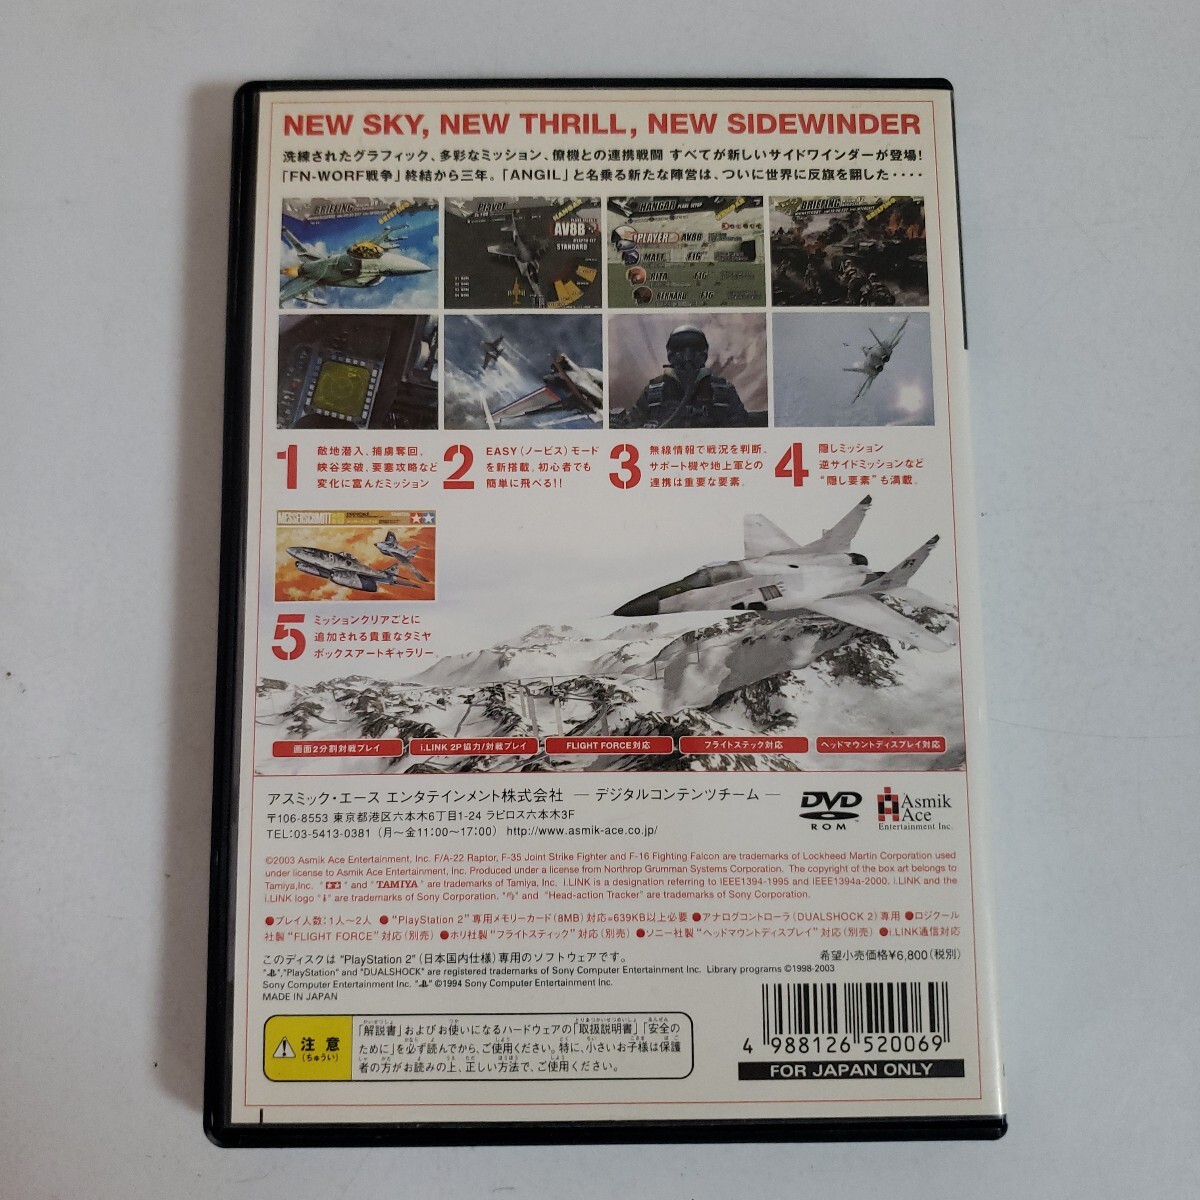 NEW SKY, NEW THRILL, NEW SIDEWINDER
洗練されたグラフィック、多彩なミッション、僚機との連携戦闘 すべてが新しいサイドワインダーが登場!
「FN-WORF戦争」終結から三年。「ANGIL」と名乗る新たな陣営は、ついに世界に反旗を翻した・・・・
BRIEFING
BRIEFING
PLAYER
HANGAR
AV8B
STANDARD
HANGAR
PLAYER AV8B
MATT F/G
RITA F/G
BERNARD F/G
BRIEFING
BRIEFING
1 敵地潜入、捕虜奪回、
峡谷突破、要塞攻略など
変化に富んだミッション
2 EASY(ノービス)モード
を新搭載。初心者でも
簡単に飛べる!!
3 無線情報で戦況を判断。
サポート機や地上軍との
連携は重要な要素。
4 隠しミッション
逆サイドミッションなど
“隠し要素”も満載。
5 ミッションクリアごとに
追加される貴重なタミヤ
ボックスアートギャラリー。
画面2分割対戦プレイ
i.LINK 2P協力/対戦プレイ
FLIGHT FORCE対応
フライトステック対応
ヘッドマウントディスプレイ対応
アスミック・エース エンタテインメント株式会社 ―デジタルコンテンツチーム―
〒106-8553 東京都港区六本木6丁目1-24 ラピロス六本木3F
TEL:03-5413-0381 (月〜金11:00〜17:00) http://www.asmik-ace.co.jp/
DVD
ROM
Asmik
Ace
Entertainment Inc.
©2003 Asmik Ace Entertainment, Inc. F/A-22 Raptor, F-35 Joint Strike Fighter and F-16 Fighting Falcon are trademarks of Lockheed Martin Corporation used
under license to Asmik Ace Entertainment, Inc. Produced under a license from Northrop Grumman Systems Corporation. The copyright of the box art belongs to
Tamiya,Inc. "★★" and "TAMIYA" are trademarks of Tamiya, Inc. i.LINK is a designation referring to IEEE1394-1995 and IEEE1394a-2000. i.LINK and the
i.LINK logo "i" are trademarks of Sony Corporation. " " and "Head-action Tracker" are trademarks of Sony Corporation.
●プレイ人数:1人〜2人 ●“PlayStation 2”専用メモリーカード(8MB)対応=639KB以上必要 ●アナログコントローラ(DUALSHOCK 2)専用 ●ロジクール
社製“FLIGHT FORCE”対応(別売) ●ホリ社製“フライトスティック”対応(別売) ●ソニー社製“ヘッドマウントディスプレイ”対応(別売) ●i.LINK通信対応
このディスクは “PlayStation 2”(日本国内仕様)専用のソフトウェアです。
希望小売価格¥6,800(税別)
" ","PlayStation" and "DUALSHOCK" are registered trademarks of Sony Computer Entertainment Inc. Library programs ©1998-2003
Sony Computer Entertainment Inc. " " ©1994 Sony Computer Entertainment Inc.
MADE IN JAPAN
注意
(ちゅうい)
「解説書」およびお使いになるハードウェアの「取扱説明書」「安全の
ために」を必ず読んでから、ご使用ください。特に、小さいお子様は保護
者の方がお読みの上、正しい方法で、ご使用ください。
4 988126 520069
FOR JAPAN ONLY